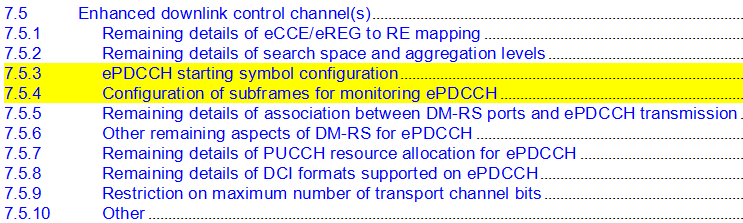 7.5 Enhanced downlink control channel(s)
7.5.1 Remaining details of eCCE/eREG to RE mapping
7.5.2 Remaining details of search space and aggregation levels
7.5.3 ePDCCH starting symbol configuration
7.5.4 Configuration of subframes for monitoring ePDCCH
7.5.5 Remaining details of association between DM-RS ports and ePDCCH transmission
7.5.6 Other remaining aspects of DM-RS for ePDCCH
7.5.7 Remaining details of PUCCH resource allocation for ePDCCH
7.5.8 Remaining details of DCI formats supported on ePDCCH
7.5.9 Restriction on maximum number of transport channel bits
7.5.10 Other